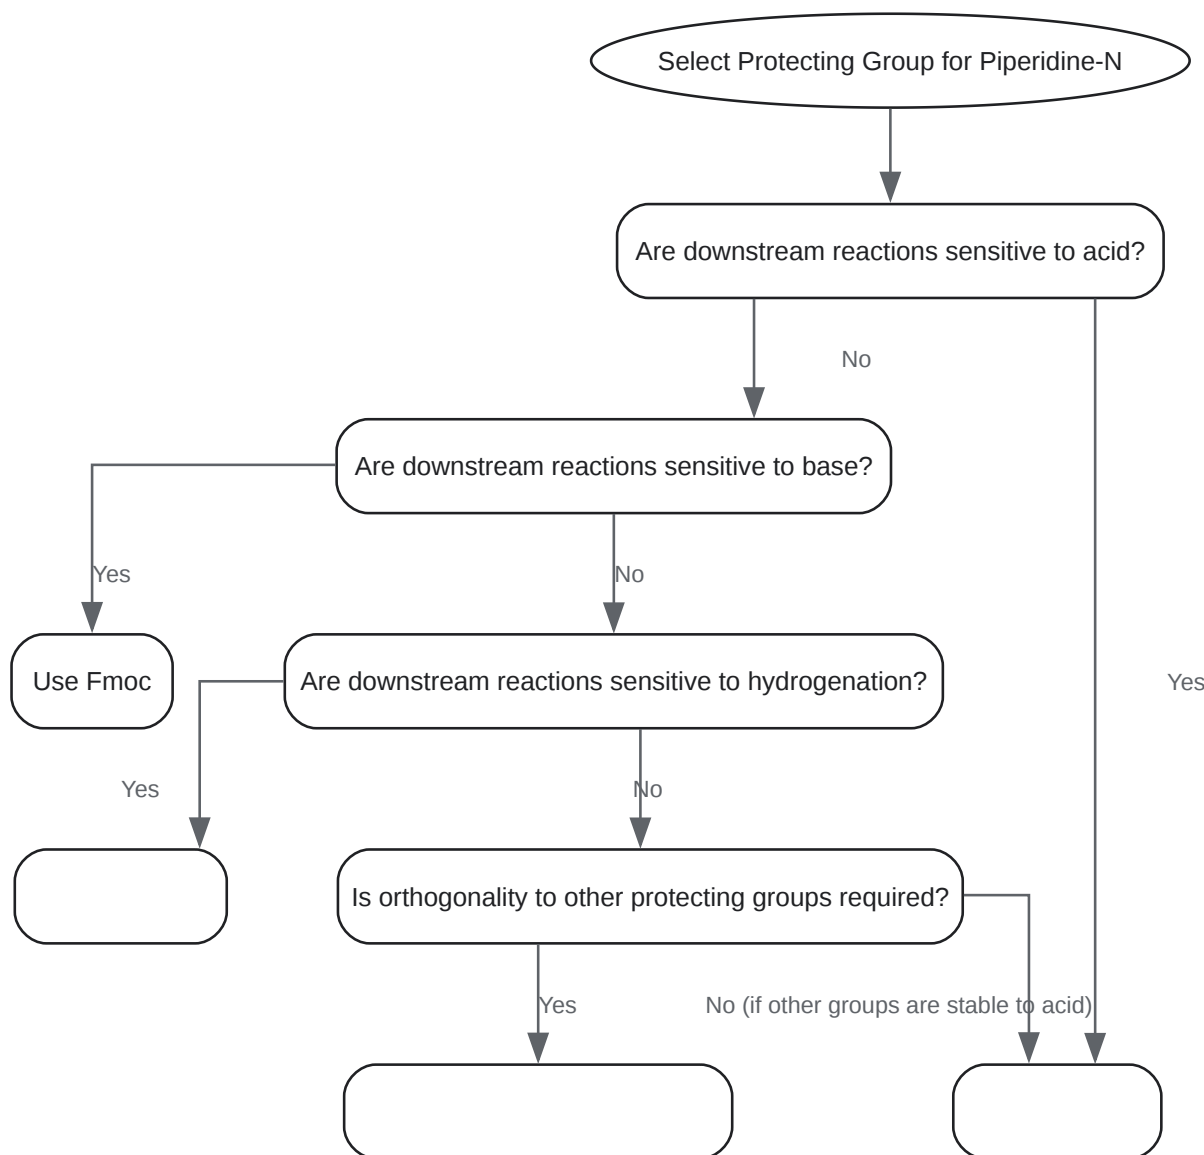 Select Protecting Group for Piperidine-N
Are downstream reactions sensitive to acid?
No
Are downstream reactions sensitive to base?
Yes
No
Use Fmoc
Are downstream reactions sensitive to hydrogenation?
Yes
Yes
No
Is orthogonality to other protecting groups required?
Yes
No (if other groups are stable to acid)